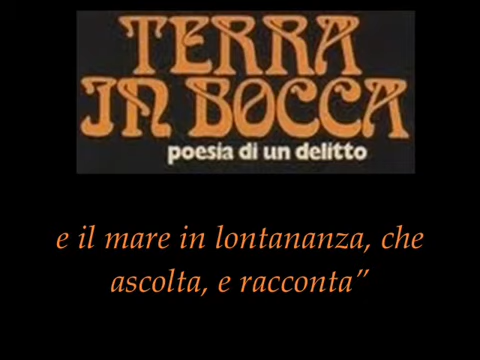 TERRA
IN BOCCA
poesia di un delitto
e il mare in lontananza, che
ascolta, e racconta”